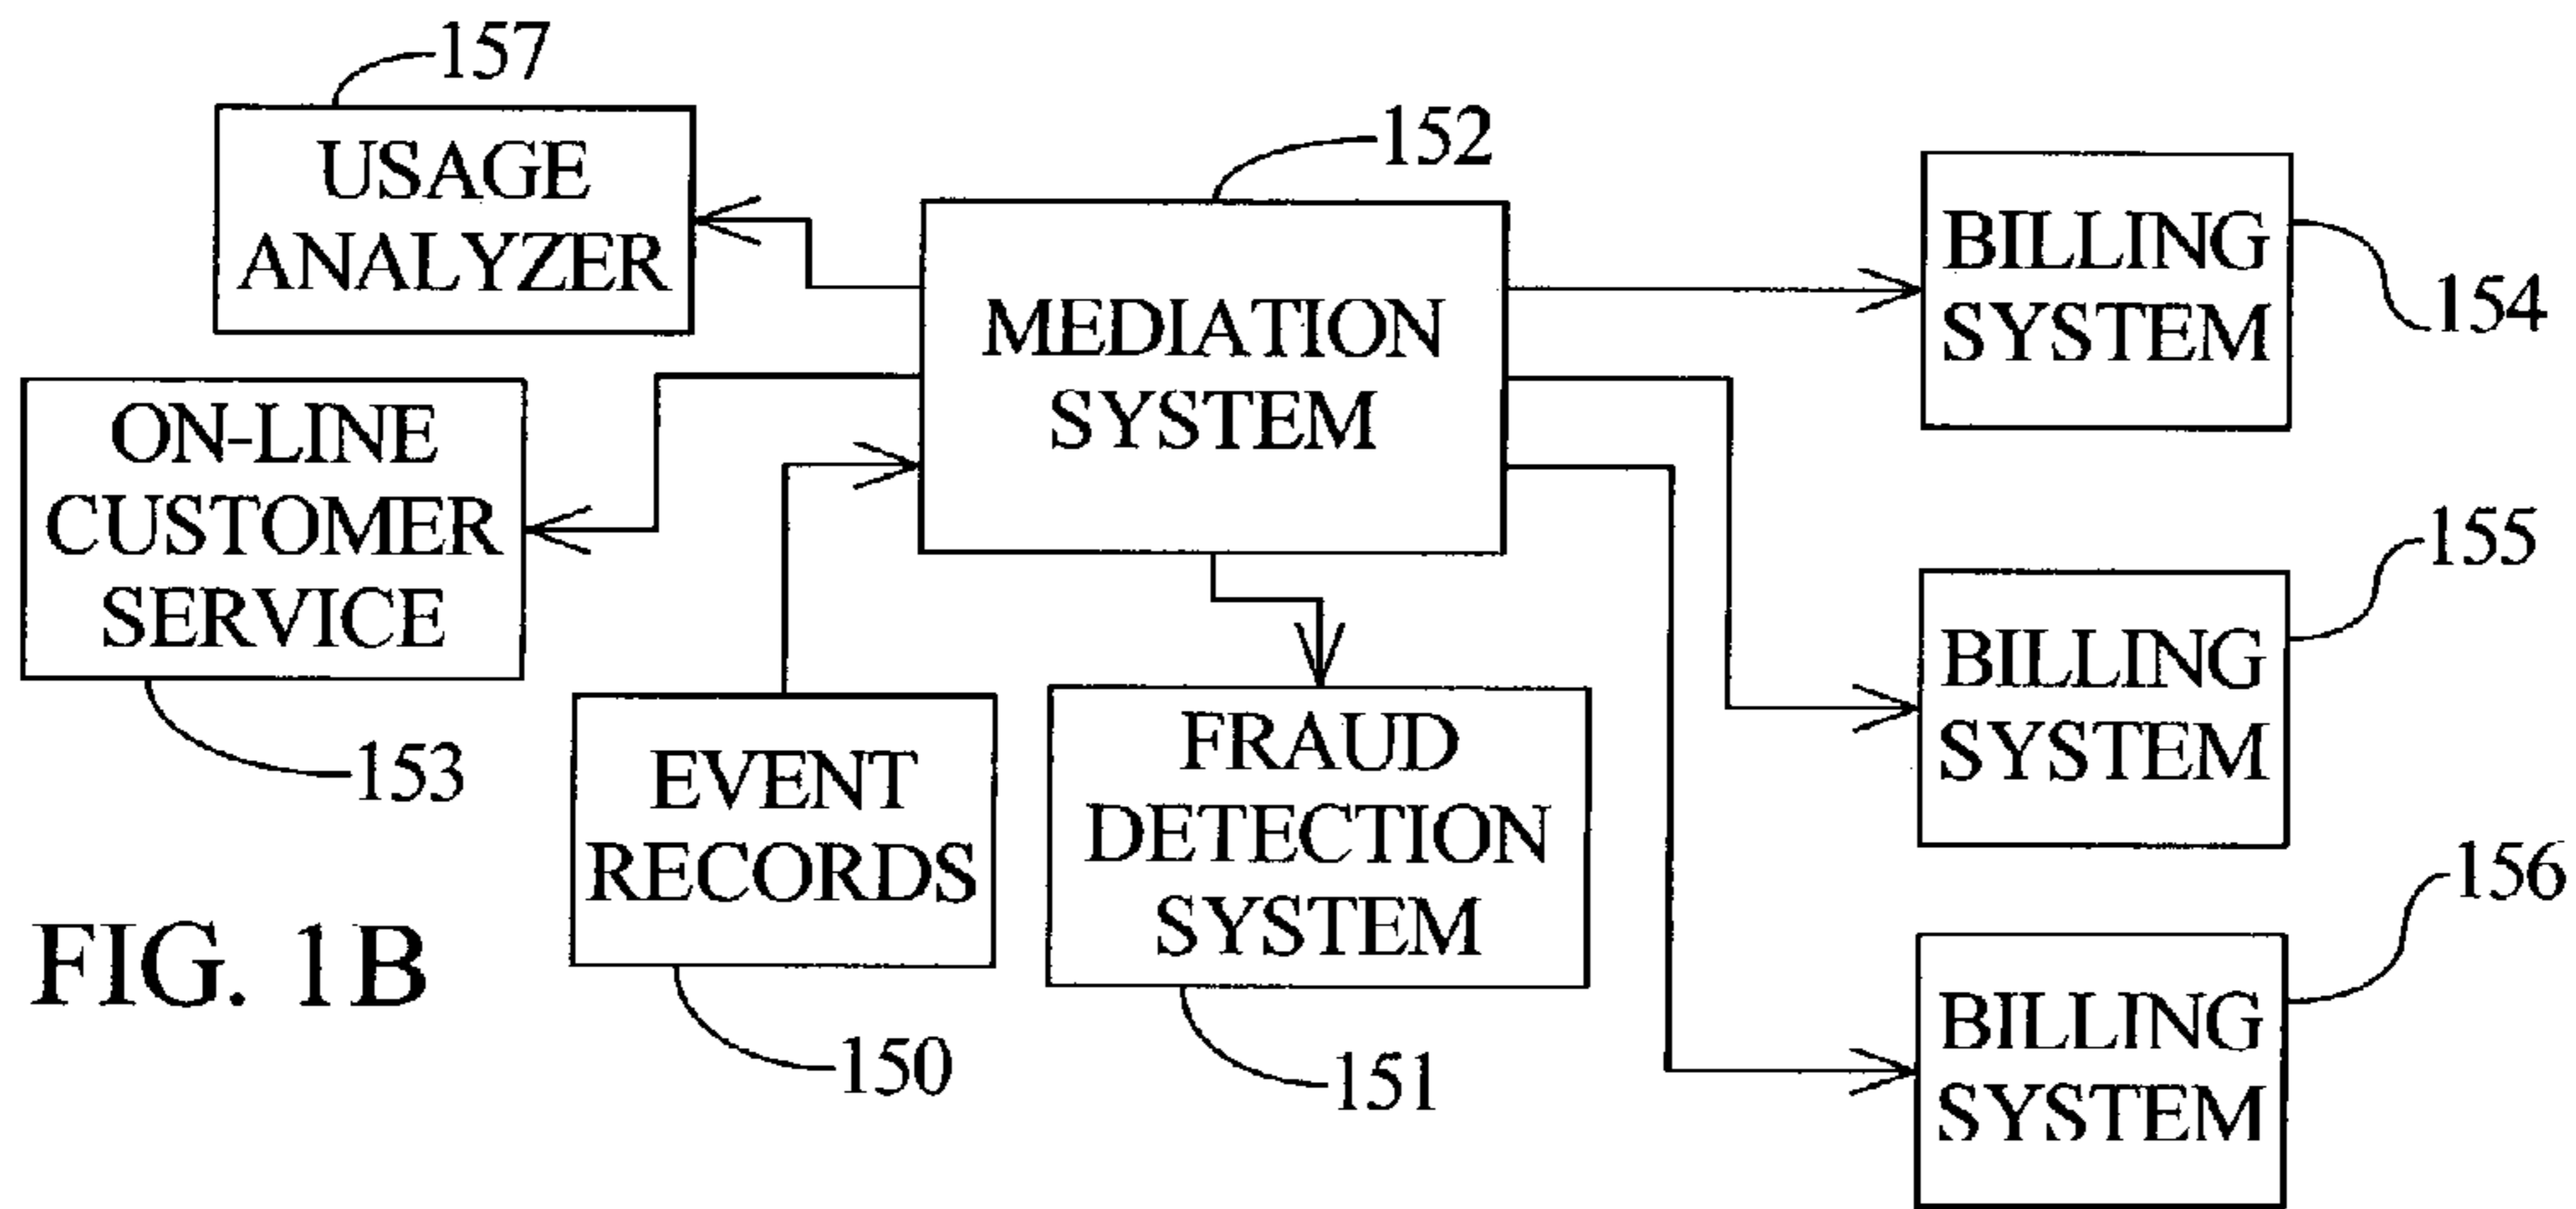 157
USAGE
ANALYZER
152
MEDIATION
SYSTEM
BILLING
SYSTEM
154
ON-LINE
CUSTOMER
SERVICE
153
155
BILLING
SYSTEM
EVENT
RECORDS
150
FRAUD
DETECTION
SYSTEM
151
156
BILLING
SYSTEM
FIG. 1B